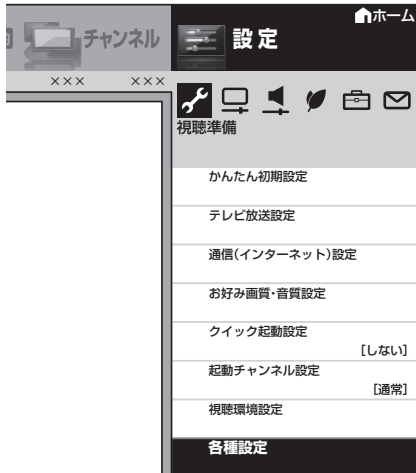 ホーム
チャンネル
設定
××× ×××
視聴準備
かんたん初期設定
テレビ放送設定
通信(インターネット)設定
お好み画質・音質設定
クイック起動設定
[しない]
起動チャンネル設定
[通常]
視聴環境設定
各種設定